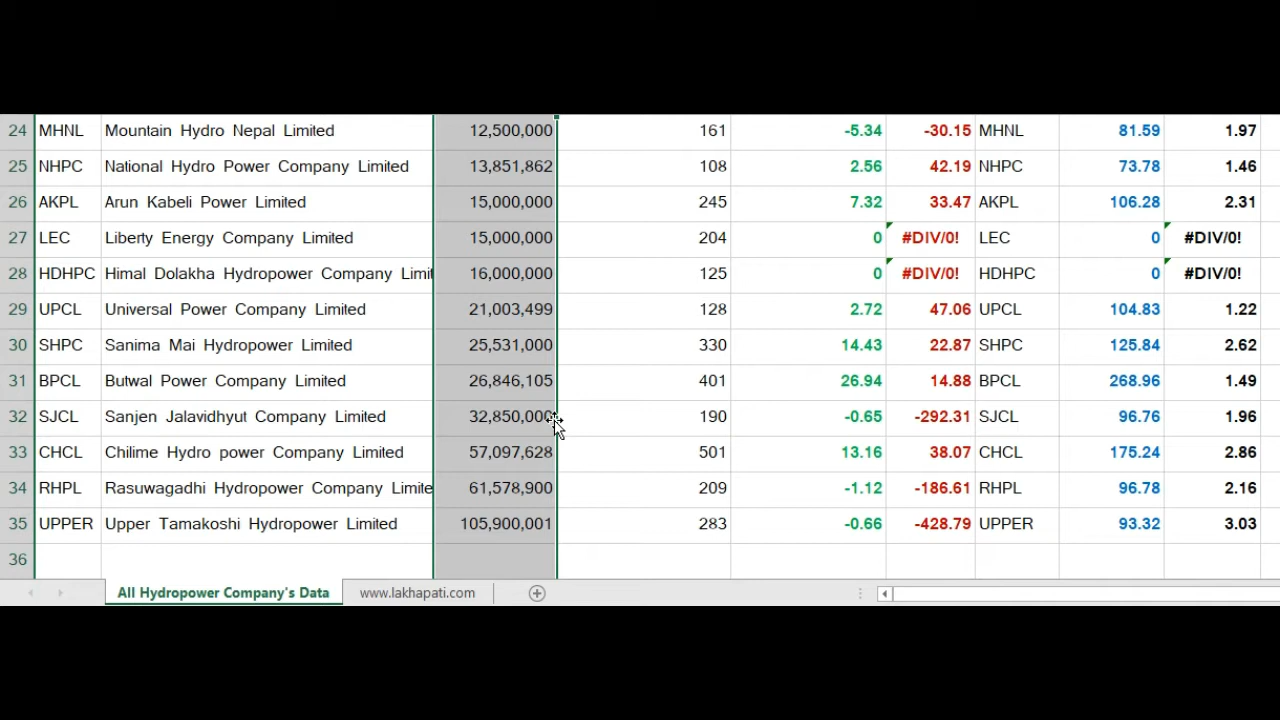 24 MHNL Mountain Hydro Nepal Limited 12,500,000 161 -5.34 -30.15 MHNL 81.59 1.97
25 NHPC National Hydro Power Company Limited 13,851,862 108 2.56 42.19 NHPC 73.78 1.46
26 AKPL Arun Kabeli Power Limited 15,000,000 245 7.32 33.47 AKPL 106.28 2.31
27 LEC Liberty Energy Company Limited 15,000,000 204 0 #DIV/0! LEC 0 #DIV/0!
28 HDHPC Himal Dolakha Hydropower Company Limit 16,000,000 125 0 #DIV/0! HDHPC 0 #DIV/0!
29 UPCL Universal Power Company Limited 21,003,499 128 2.72 47.06 UPCL 104.83 1.22
30 SHPC Sanima Mai Hydropower Limited 25,531,000 330 14.43 22.87 SHPC 125.84 2.62
31 BPCL Butwal Power Company Limited 26,846,105 401 26.94 14.88 BPCL 268.96 1.49
32 SJCL Sanjen Jalavidhyut Company Limited 32,850,000 190 -0.65 -292.31 SJCL 96.76 1.96
33 CHCL Chilime Hydro power Company Limited 57,097,628 501 13.16 38.07 CHCL 175.24 2.86
34 RHPL Rasuwagadhi Hydropower Company Limite 61,578,900 209 -1.12 -186.61 RHPL 96.78 2.16
35 UPPER Upper Tamakoshi Hydropower Limited 105,900,001 283 -0.66 -428.79 UPPER 93.32 3.03
36
All Hydropower Company's Data www.lakhapati.com